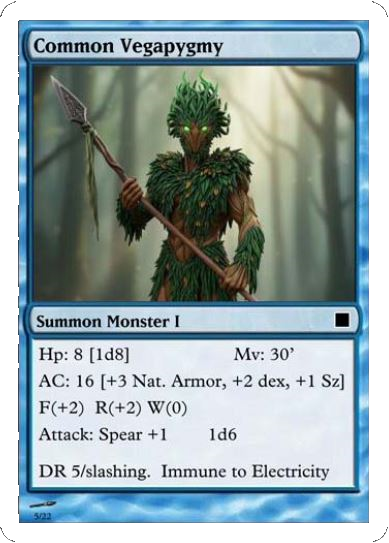 Common Vegapygmy
Summon Monster I
Hp: 8 [1d8] Mv: 30’
AC: 16 [+3 Nat. Armor, +2 dex, +1 Sz]
F(+2) R(+2) W(0)
Attack: Spear +1 1d6
DR 5/slashing. Immune to Electricity
5/22